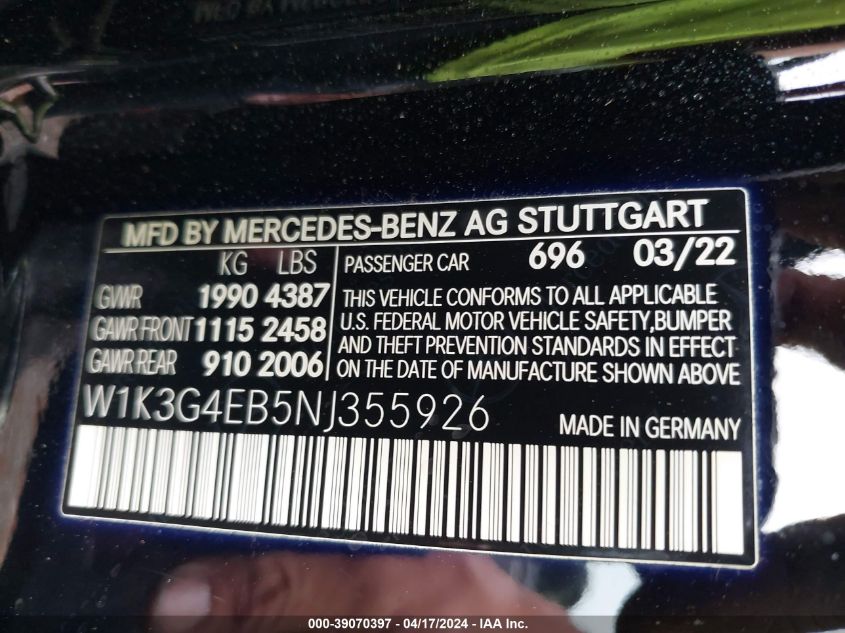 MFD BY MERCEDES-BENZ AG STUTTGART
KG LBS
GVWR 1990 4387
GAWR FRONT 1115 2458
GAWR REAR 910 2006
PASSENGER CAR 696 03/22
THIS VEHICLE CONFORMS TO ALL APPLICABLE
U.S. FEDERAL MOTOR VEHICLE SAFETY,BUMPER
AND THEFT PREVENTION STANDARDS IN EFFECT
ON THE DATE OF MANUFACTURE SHOWN ABOVE
W1K3G4EB5NJ355926
MADE IN GERMANY
000-39070397 - 04/17/2024 - IAA Inc.